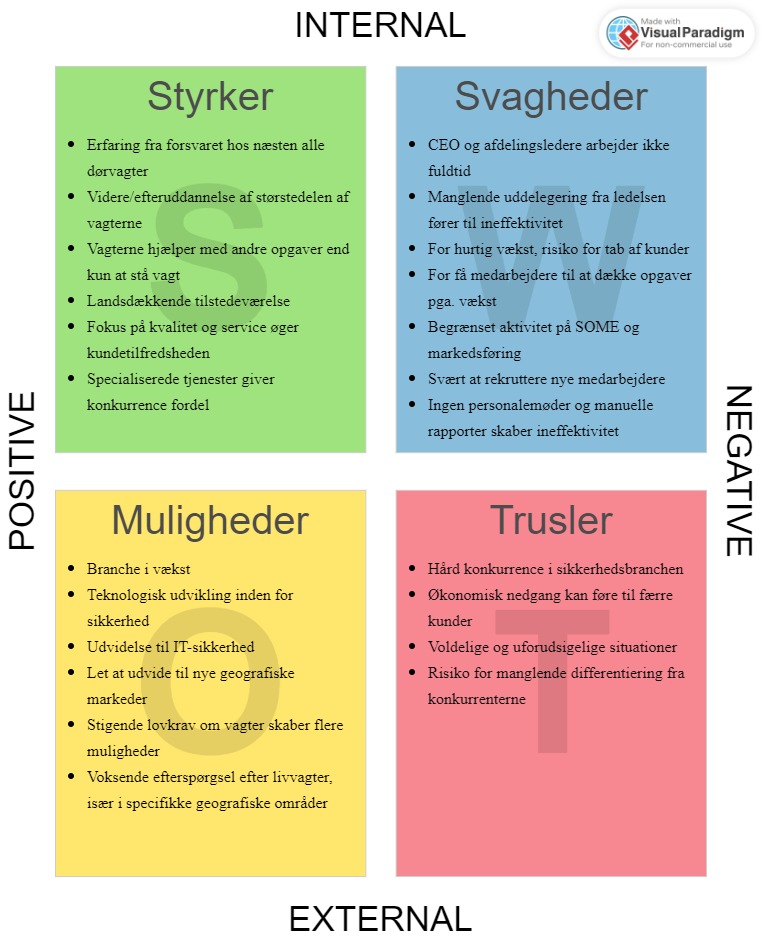 INTERNAL
Made with
VisualParadigm
For non-commercial use
Styrker
Erfaring fra forsvaret hos næsten alle
dørvagter
Videre/efteruddannelse af størstedelen af
vagterne
Vagterne hjælper med andre opgaver end
kun at stå vagt
Landsdækkende tilstedeværelse
Fokus på kvalitet og service øger
kundetilfredsheden
Specialiserede tjenester giver
konkurrence fordel
S
Svagheder
CEO og afdelingsledere arbejder ikke
fuldtid
Manglende uddelegering fra ledelsen
fører til ineffektivitet
For hurtig vækst, risiko for tab af kunder
For få medarbejdere til at dække opgaver
pga. vækst
Begrænset aktivitet på SOME og
markedsføring
Svært at rekruttere nye medarbejdere
Ingen personalemøder og manuelle
rapporter skaber ineffektivitet
W
POSITIVE
NEGATIVE
Muligheder
Branche i vækst
Teknologisk udvikling inden for
sikkerhed
Udvidelse til IT-sikkerhed
Let at udvide til nye geografiske
markeder
Stigende lovkrav om vagter skaber flere
muligheder
Voksende efterspørgsel efter livvagter,
især i specifikke geografiske områder
O
Trusler
Hård konkurrence i sikkerhedsbranchen
Økonomisk nedgang kan føre til færre
kunder
Voldelige og uforudsigelige situationer
Risiko for manglende differentiering fra
konkurrenterne
T
EXTERNAL